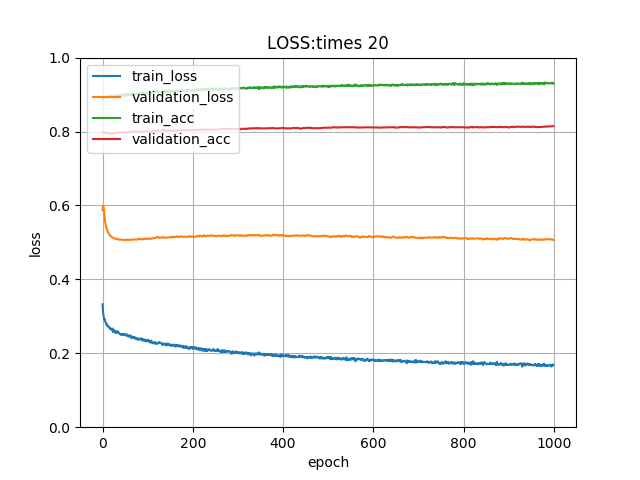 LOSS:times 20
1.0
0.8
0.6
0.4
0.2
0.0
loss
train_loss
validation_loss
train_acc
validation_acc
0
200
400
600
800
1000
epoch